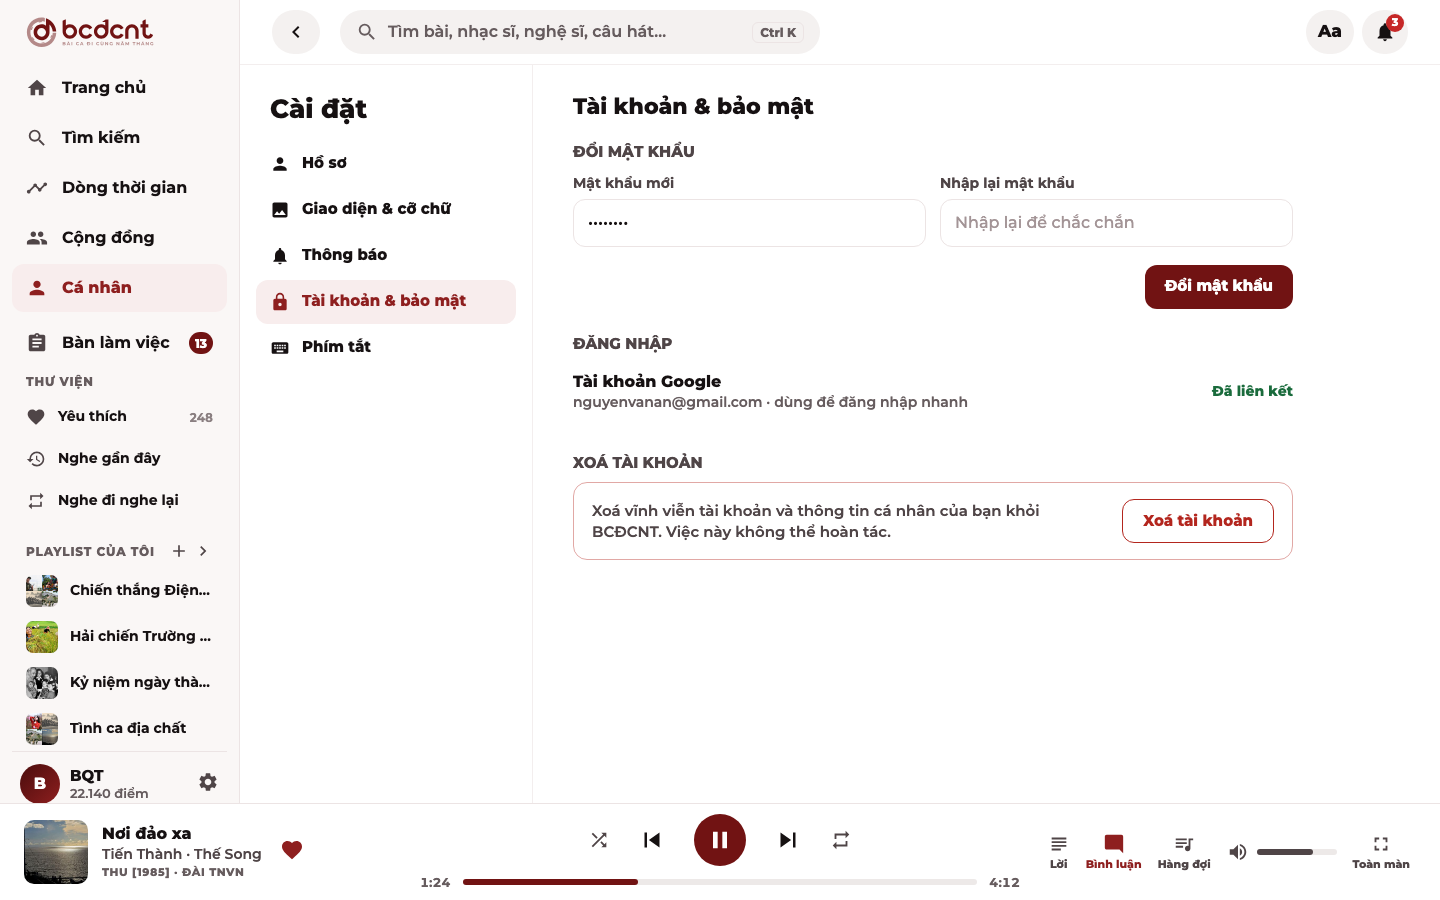 bcdcnt
BÀI CA ĐI CÙNG NĂM THÁNG
Trang chủ
Tìm kiếm
Dòng thời gian
Cộng đồng
Cá nhân
Bàn làm việc 13
THƯ VIỆN
Yêu thích 248
Nghe gần đây
Nghe đi nghe lại
PLAYLIST CỦA TÔI
Chiến thắng Điện...
Hải chiến Trường ...
Kỷ niệm ngày thà...
Tình ca địa chất
B
BQT
22.140 điểm
Tìm bài, nhạc sĩ, nghệ sĩ, câu hát...
Ctrl K
Aa
3
Cài đặt
Hồ sơ
Giao diện & cỡ chữ
Thông báo
Tài khoản & bảo mật
Phím tắt
Tài khoản & bảo mật
ĐỔI MẬT KHẨU
Mật khẩu mới
Nhập lại mật khẩu
••••••••
Nhập lại để chắc chắn
Đổi mật khẩu
ĐĂNG NHẬP
Tài khoản Google
nguyenvanan@gmail.com · dùng để đăng nhập nhanh
Đã liên kết
XOÁ TÀI KHOẢN
Xoá vĩnh viễn tài khoản và thông tin cá nhân của bạn khỏi
BCĐCNT. Việc này không thể hoàn tác.
Xoá tài khoản
Nơi đảo xa
Tiến Thành · Thế Song
THU [1985] · ĐÀI TNVN
1:24
4:12
Lời
Bình luận
Hàng đợi
Toàn màn